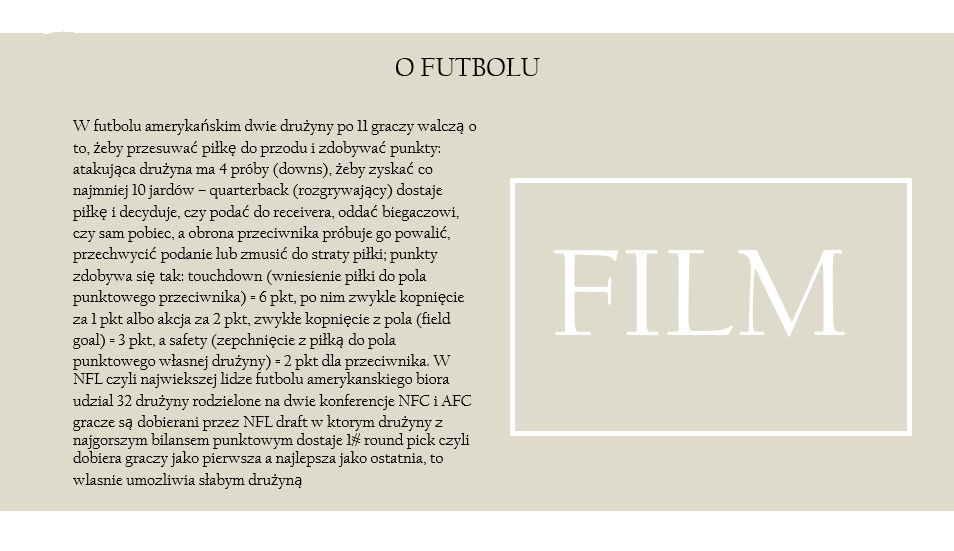 O FUTBOLU
W futbolu amerykańskim dwie drużyny po 11 graczy walczą o
to, żeby przesuwać piłkę do przodu i zdobywać punkty:
atakująca drużyna ma 4 próby (downs), żeby zyskać co
najmniej 10 jardów – quarterback (rozgrywający) dostaje
piłkę i decyduje, czy podać do receivera, oddać biegaczowi,
czy sam pobiec, a obrona przeciwnika próbuje go powalić,
przechwycić podanie lub zmusić do straty piłki; punkty
zdobywa się tak: touchdown (wniesienie piłki do pola
punktowego przeciwnika) = 6 pkt, po nim zwykle kopnięcie
za 1 pkt albo akcja za 2 pkt, zwykłe kopnięcie z pola (field
goal) = 3 pkt, a safety (zepchnięcie z piłką do pola
punktowego własnej drużyny) = 2 pkt dla przeciwnika. W
NFL czyli najwiekszej lidze futbolu amerykanskiego biora
udzial 32 drużyny rodzielone na dwie konferencje NFC i AFC
gracze są dobierani przez NFL draft w ktorym drużyny z
najgorszym bilansem punktowym dostaje 1# round pick czyli
dobiera graczy jako pierwsza a najlepsza jako ostatnia, to
wlasnie umozliwia słabym drużyną
FILM